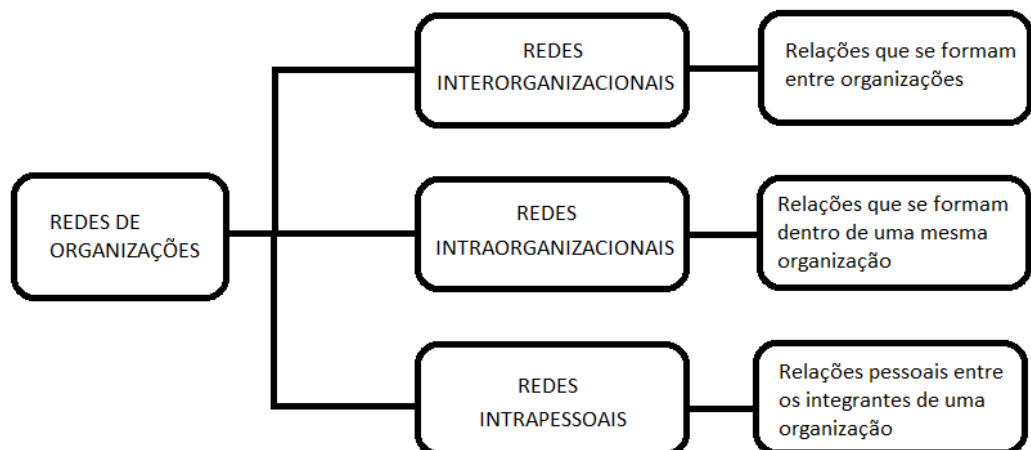 REDES
INTERORGANIZACIONAIS
Relações que se formam
entre organizações
REDES DE
ORGANIZAÇÕES
REDES
INTRAORGANIZACIONAIS
Relações que se formam
dentro de uma mesma
organização
REDES
INTRAPESSOAIS
Relações pessoais entre
os integrantes de uma
organização